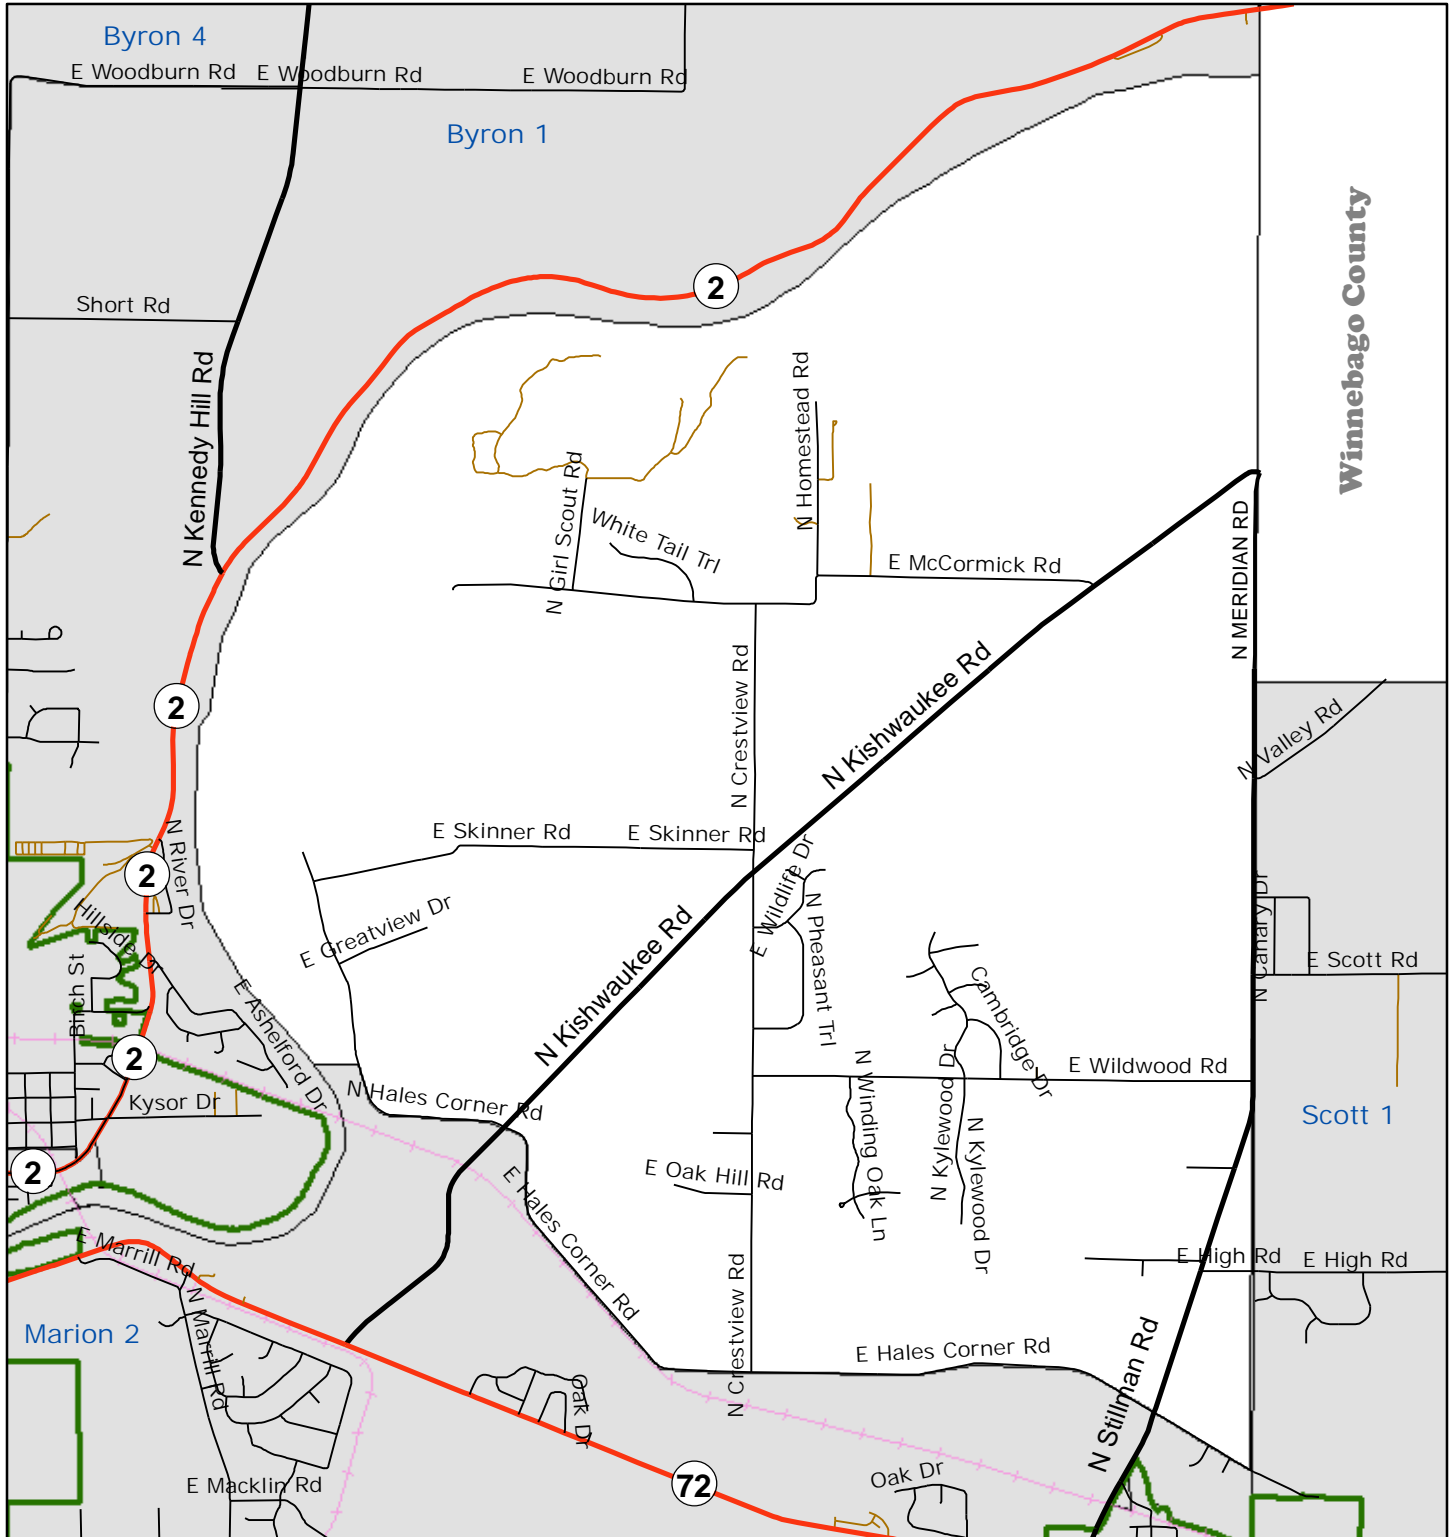 Byron 4
E Woodburn Rd
E Woodburn Rd
E Woodburn Rd
Byron 1
Winnebago County
2
Short Rd
N Kennedy Hill Rd
N Homestead Rd
N Girl Scout Rd
White Tail Trl
E McCormick Rd
N MERIDIAN RD
N Crestview Rd
N Kishwaukee Rd
2
N Valley Rd
E Skinner Rd
E Skinner Rd
N River Dr
2
E Wildlife Dr
N Pheasant Trl
E Greatview Dr
N Kishwaukee Rd
Hillside Dr
Birch St
E Ashelford Dr
N Canary Dr
E Scott Rd
Cambridge Dr
2
E Wildwood Rd
N Hales Corner Rd
Kysor Dr
N Winding Oak Ln
N Kylewood Dr
N Kylewood Dr
Scott 1
2
E Oak Hill Rd
E Hales Corner Rd
E Marrill Rd
E High Rd
E High Rd
N Marrill Rd
Marion 2
N Crestview Rd
E Hales Corner Rd
N Stillman Rd
Oak Dr
72
Oak Dr
E Macklin Rd